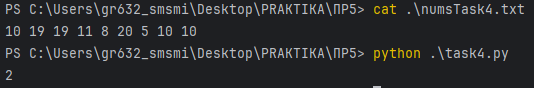 PS C:\Users\gr632_smsmi\Desktop\PRAKTIKA\ПР5> cat .\numsTask4.txt
10 19 19 11 8 20 5 10 10
PS C:\Users\gr632_smsmi\Desktop\PRAKTIKA\ПР5> python .\task4.py
2